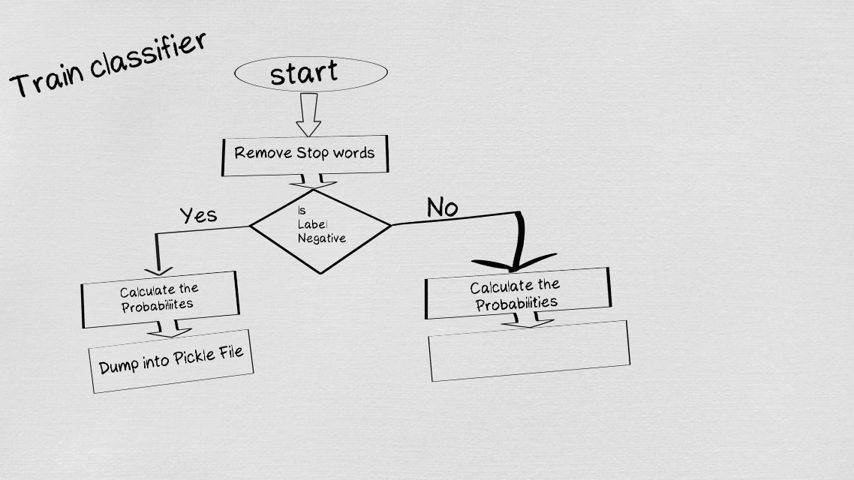 Train classifier
start
Remove Stop words
Is
Label
Negative
Yes
No
Calculate the
Probabiliites
Calculate the
Probabilities
Dump into Pickle File